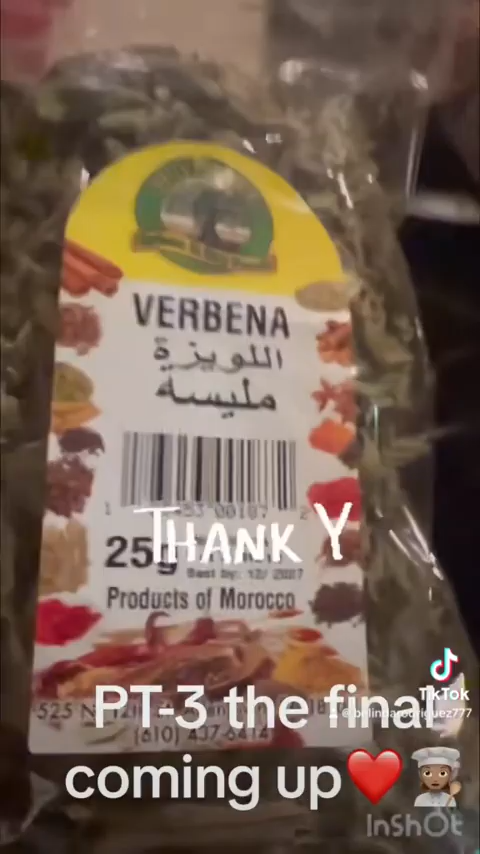 VERBENA
اللويزة
مليسة
THANK Y
25g
Best by: 12/ 2027
Products of Morocco
TikTok
@belindarodriguez777
(610) 437-6414
PT-3 the final
coming up❤️👩🏽‍🍳
InShOt